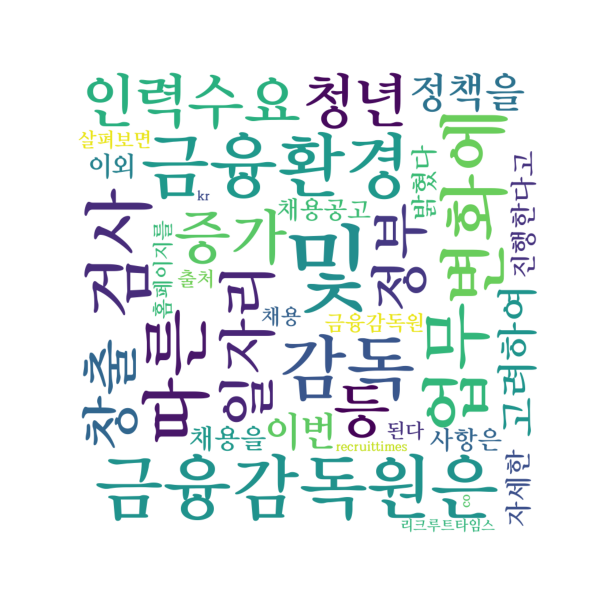 인력수요
청년
정책을
살펴보면
이외
금융환경
밝혔다
변화에
진행한다고
kr
채용공고
검사
증가
홈페이지를
출처
및
정부
따른
일자리
채용
금융감독원
업무
고려하여
창출
감독
등
채용을
이번
된다
사항은
recruittimes
자세한
금융감독원은
co
리크루트타임스